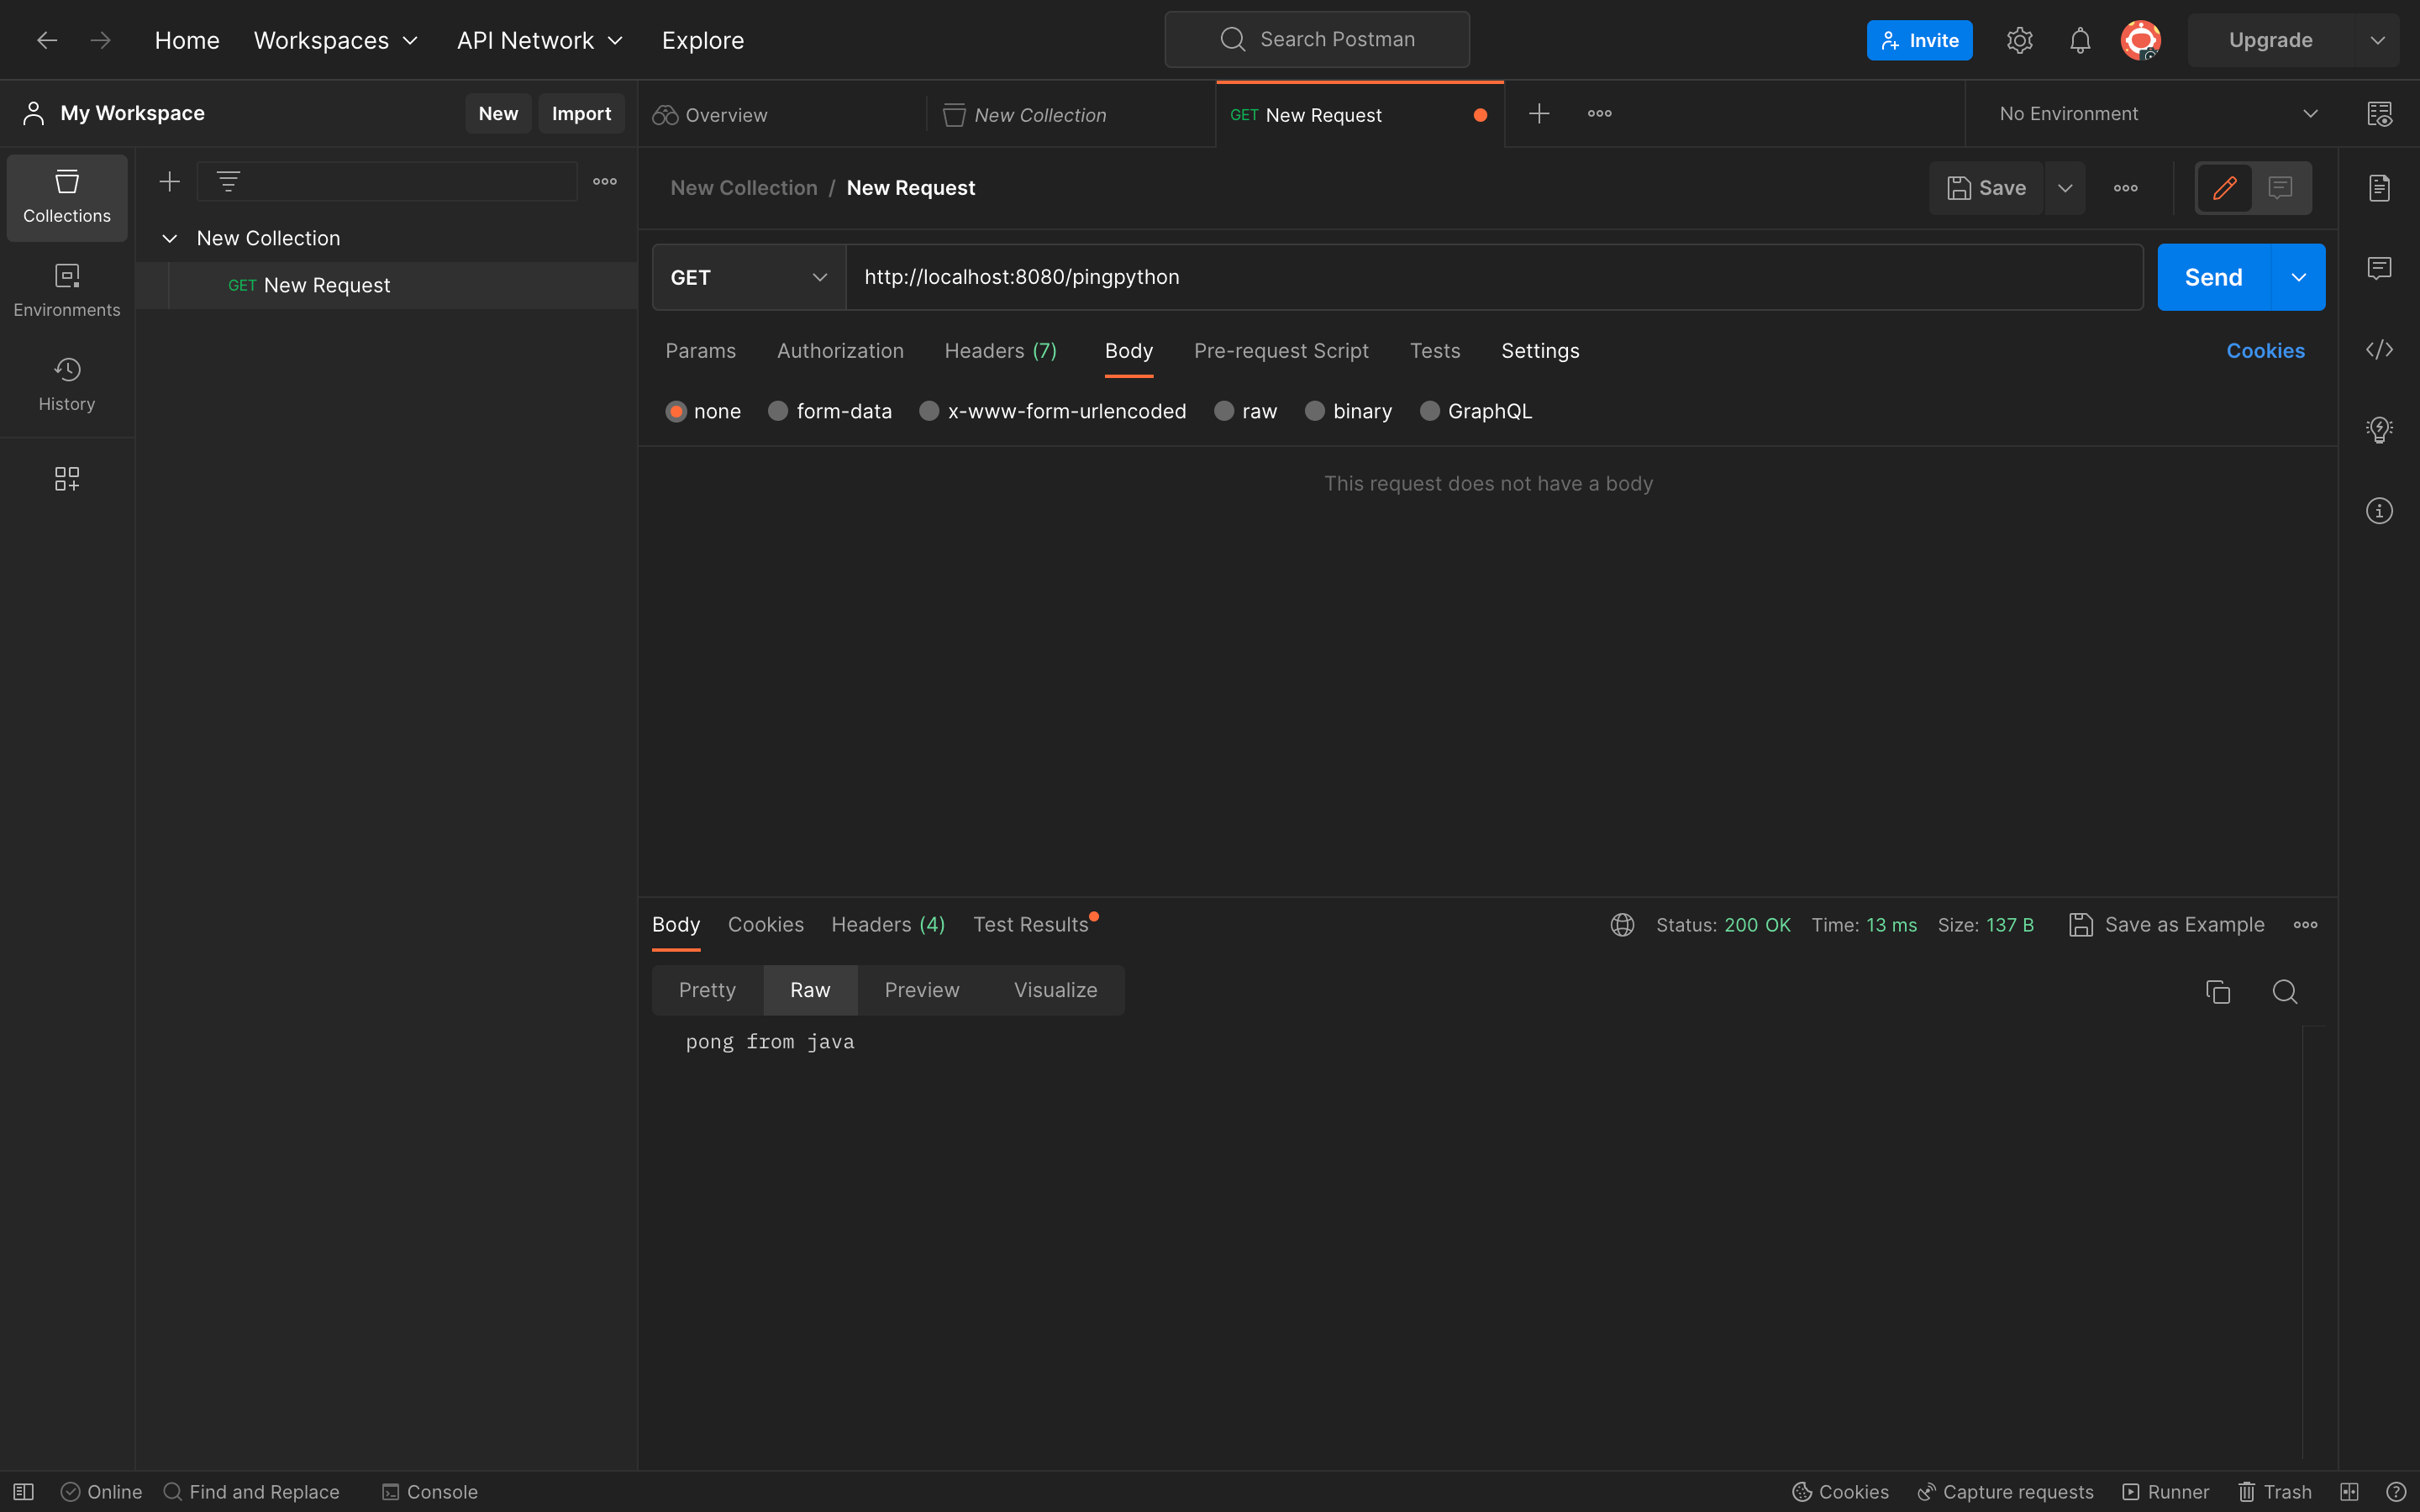 Home Workspaces API Network Explore Search Postman Invite Upgrade
My Workspace New Import Overview New Collection GET New Request No Environment
Collections
Environments
History
New Collection
GET New Request
New Collection / New Request Save
GET http://localhost:8080/pingpython Send
Params Authorization Headers (7) Body Pre-request Script Tests Settings Cookies
none form-data x-www-form-urlencoded raw binary GraphQL
This request does not have a body
Body Cookies Headers (4) Test Results Status: 200 OK Time: 13 ms Size: 137 B Save as Example
Pretty Raw Preview Visualize
pong from java
Online Find and Replace Console Cookies Capture requests Runner Trash